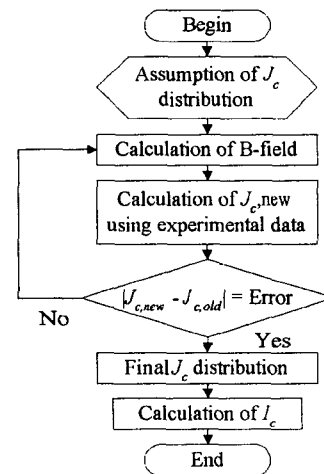 Begin
Assumption of J_c
distribution
Calculation of B-field
Calculation of J_c,new
using experimental data
|J_c,new - J_c,old| = Error
No
Yes
Final J_c distribution
Calculation of I_c
End